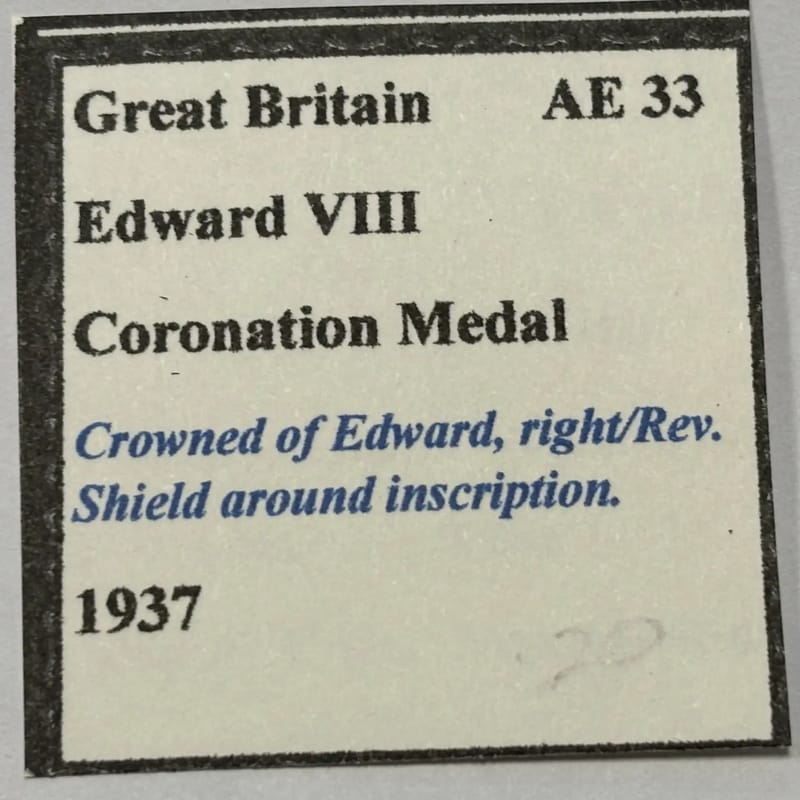 Great Britain AE 33
Edward VIII
Coronation Medal
Crowned of Edward, right/Rev.
Shield around inscription.
1937
20